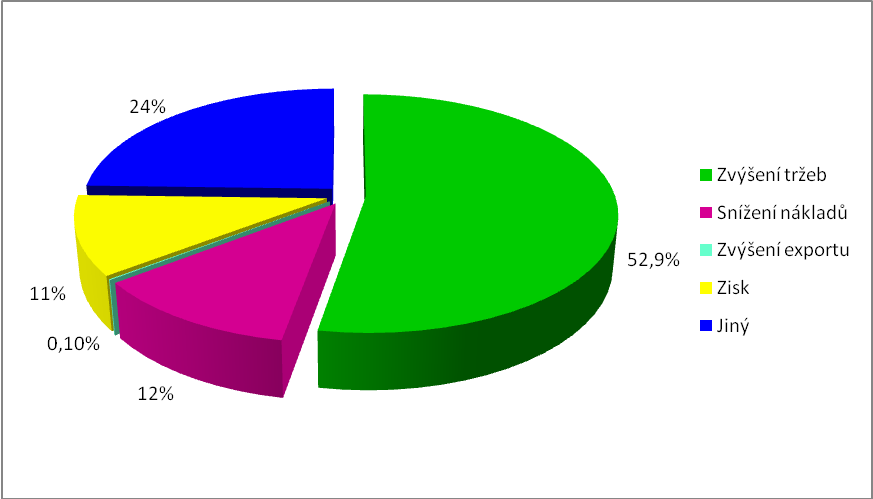 24%
52,9%
11%
0,10%
12%
Zvýšení tržeb
Snížení nákladů
Zvýšení exportu
Zisk
Jiný